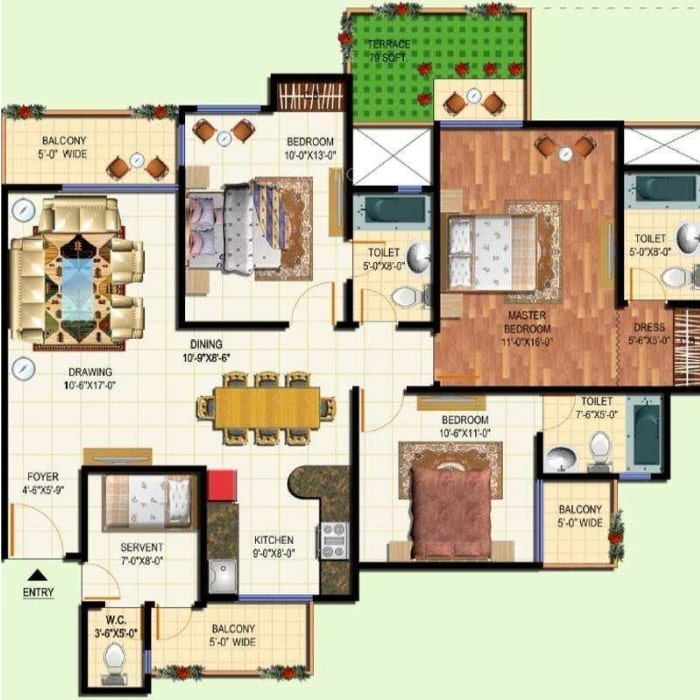 TERRACE
79 SQFT.
BALCONY
5'-0" WIDE
BEDROOM
10'-0"X13'-0"
TOILET
5'-0"X8'-0"
TOILET
5'-0"X8'-0"
MASTER
BEDROOM
11'-0"X16'-0"
DRESS
5'-6"X5'-0"
DINING
10'-9"X8'-6"
DRAWING
10'-6"X17'-0"
BEDROOM
10'-6"X11'-0"
TOILET
7'-6"X5'-0"
FOYER
4'-6"X5'-9"
BALCONY
5'-0" WIDE
SERVENT
7'-0"X8'-0"
KITCHEN
9'-0"X8'-0"
ENTRY
W.C.
3'-6"X5'-0"
BALCONY
5'-0" WIDE